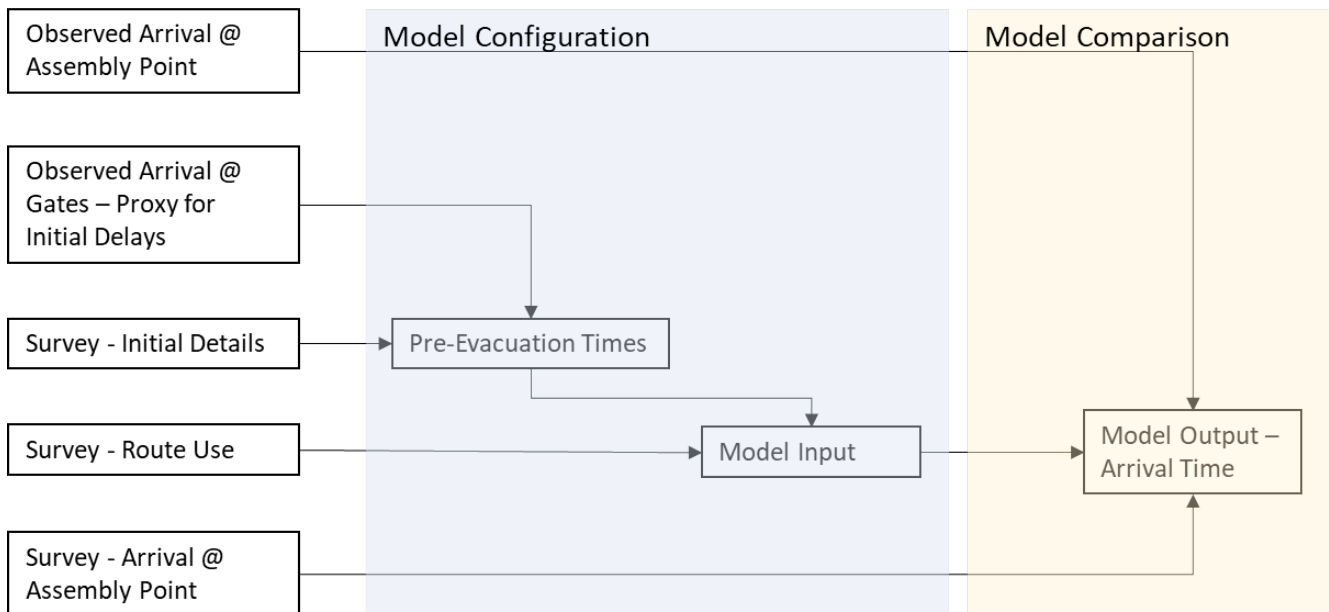 Observed Arrival @
Assembly Point
Model Configuration
Model Comparison
Observed Arrival @
Gates – Proxy for
Initial Delays
Survey - Initial Details
Pre-Evacuation Times
Survey - Route Use
Model Input
Model Output –
Arrival Time
Survey - Arrival @
Assembly Point